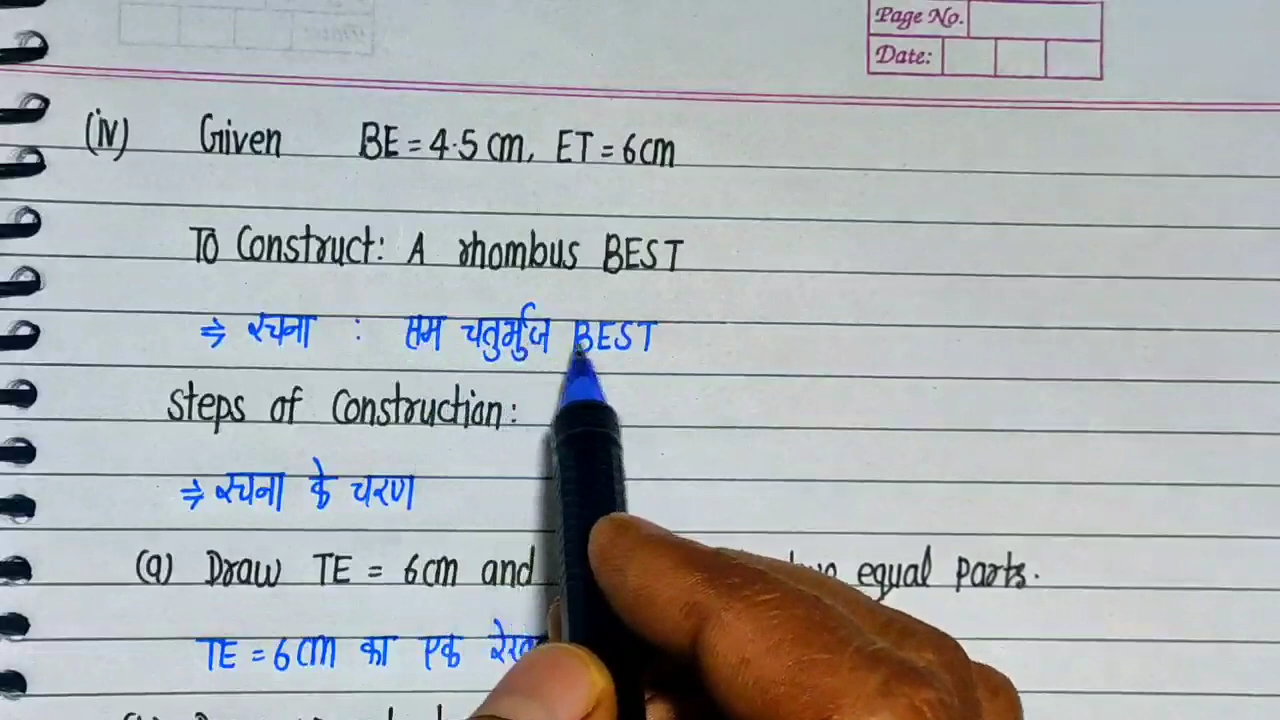 Page No.
Date:
(iv) Given BE = 4.5 cm, ET = 6cm
To Construct: A rhombus BEST
⇒ रचना : सम चतुर्भुज BEST
Steps of Construction:
⇒ रचना के चरण
(a) Draw TE = 6cm and equal parts.
TE = 6cm का एक